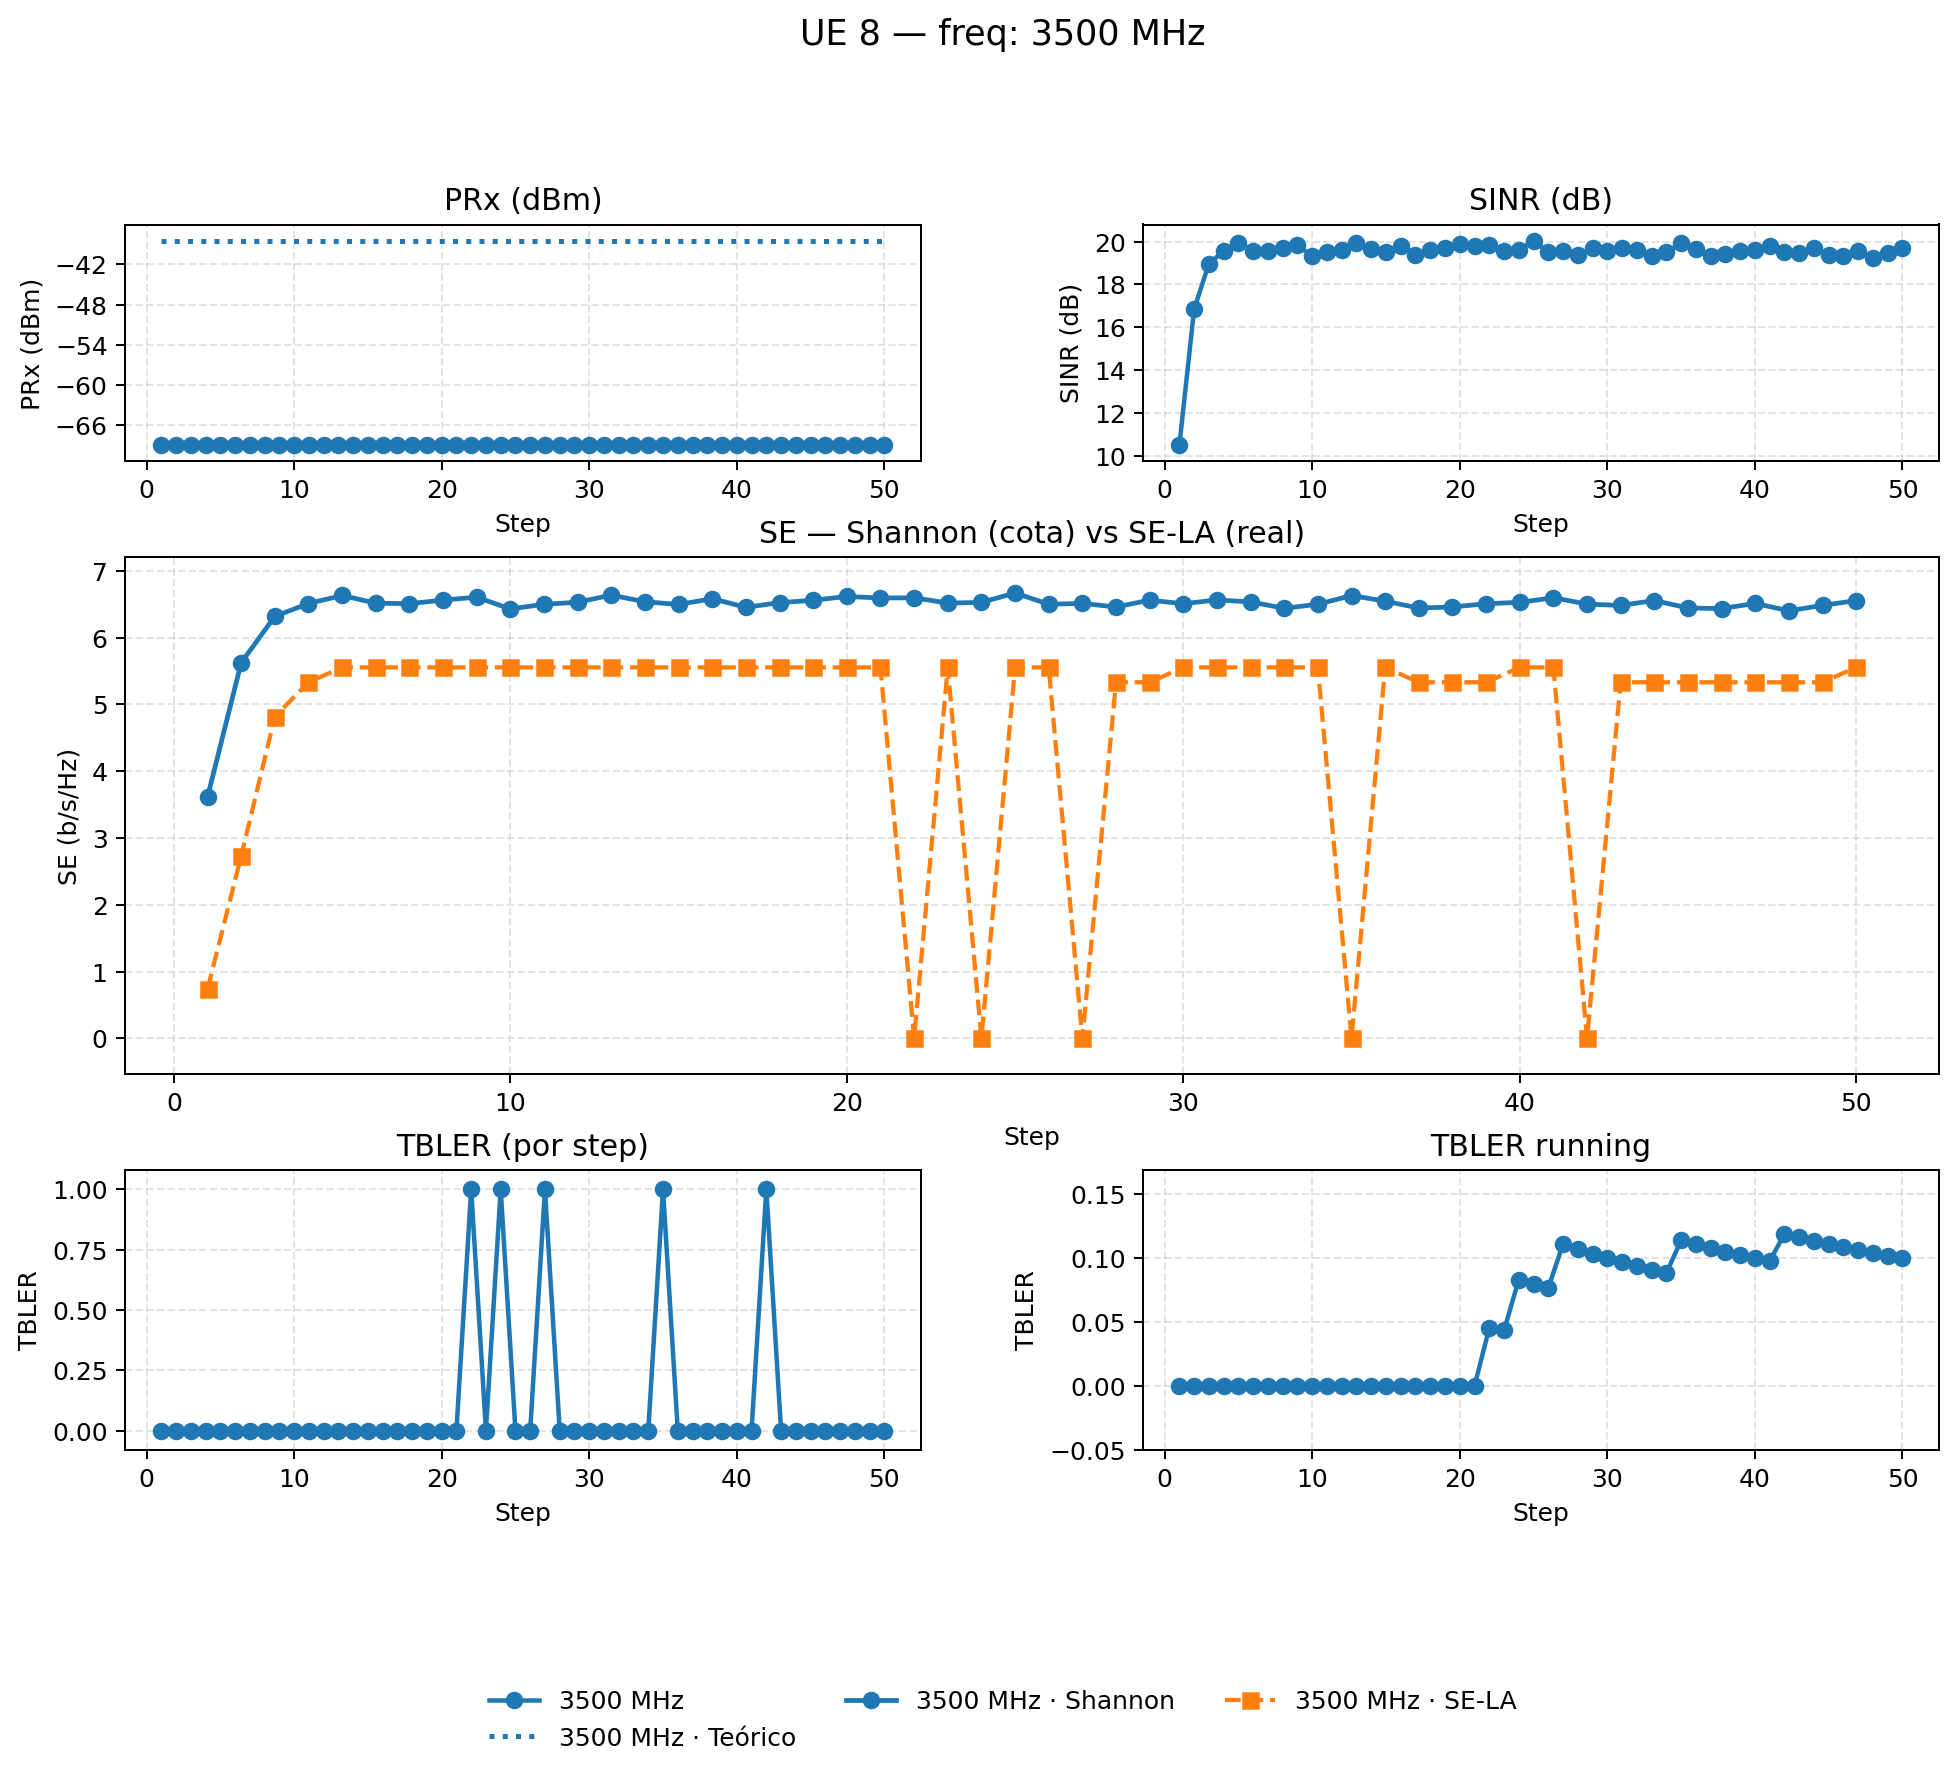 UE 8 — freq: 3500 MHz
PRx (dBm)
PRx (dBm)
−42
−48
−54
−60
−66
0 10 20 30 40 50
Step
SINR (dB)
SINR (dB)
20
18
16
14
12
10
0 10 20 30 40 50
Step
SE — Shannon (cota) vs SE-LA (real)
SE (b/s/Hz)
7
6
5
4
3
2
1
0
0 10 20 30 40 50
Step
TBLER (por step)
TBLER
1.00
0.75
0.50
0.25
0.00
0 10 20 30 40 50
Step
TBLER running
TBLER
0.15
0.10
0.05
0.00
−0.05
0 10 20 30 40 50
Step
3500 MHz
3500 MHz · Teórico
3500 MHz · Shannon
3500 MHz · SE-LA